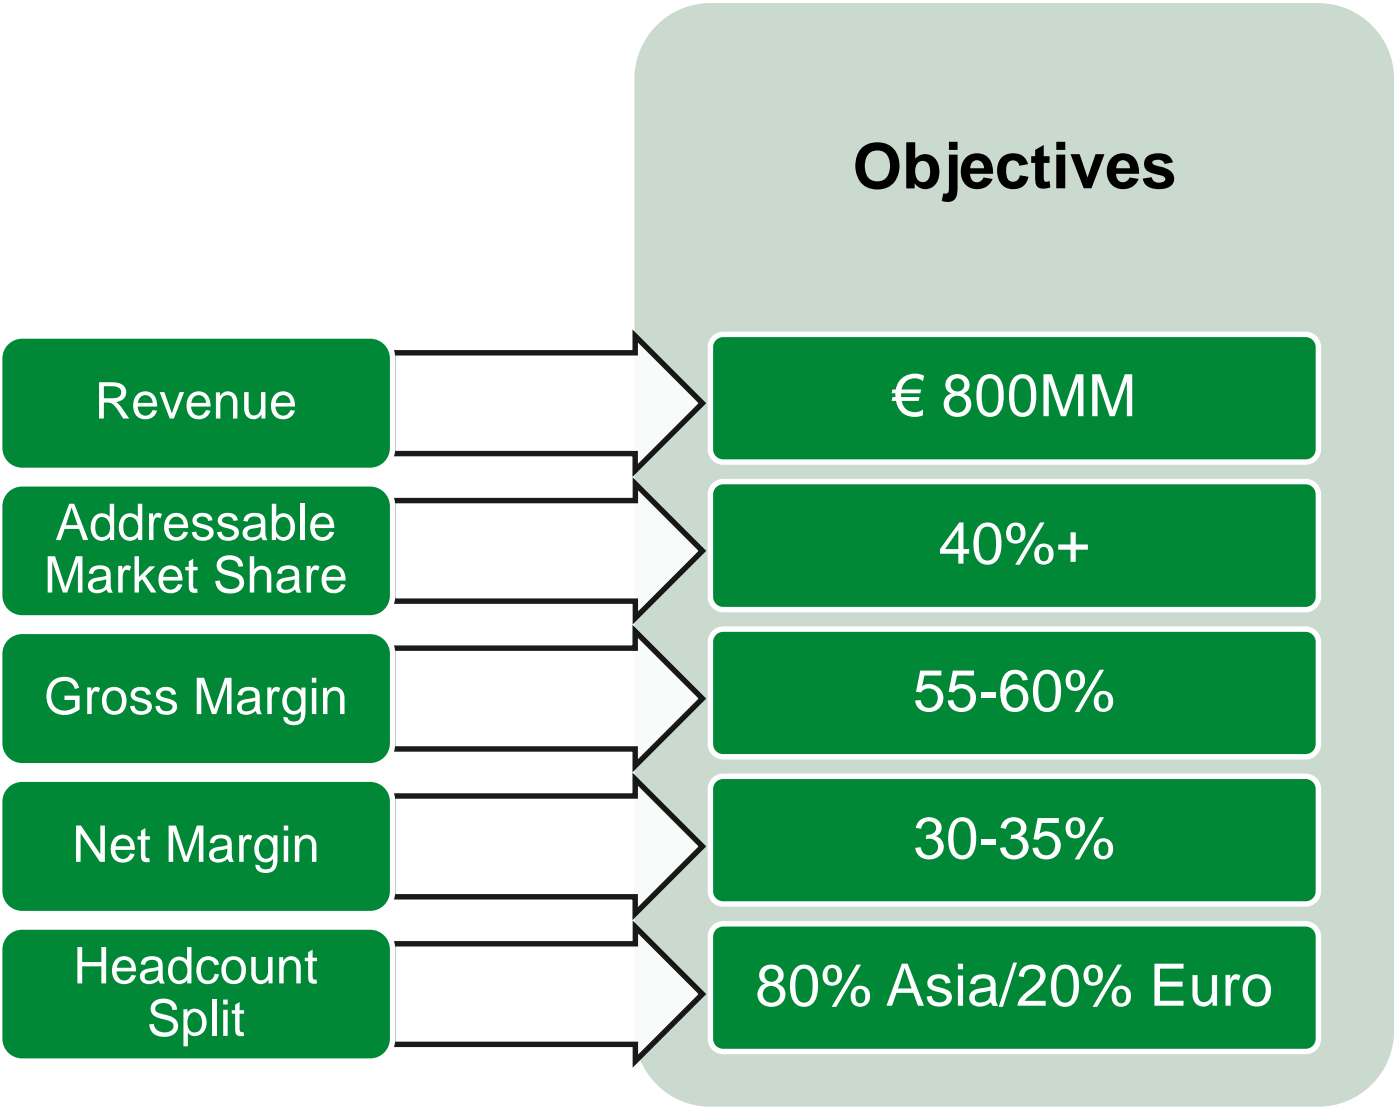 Objectives
Revenue
€ 800MM
Addressable
Market Share
40%+
Gross Margin
55-60%
Net Margin
30-35%
Headcount
Split
80% Asia/20% Euro